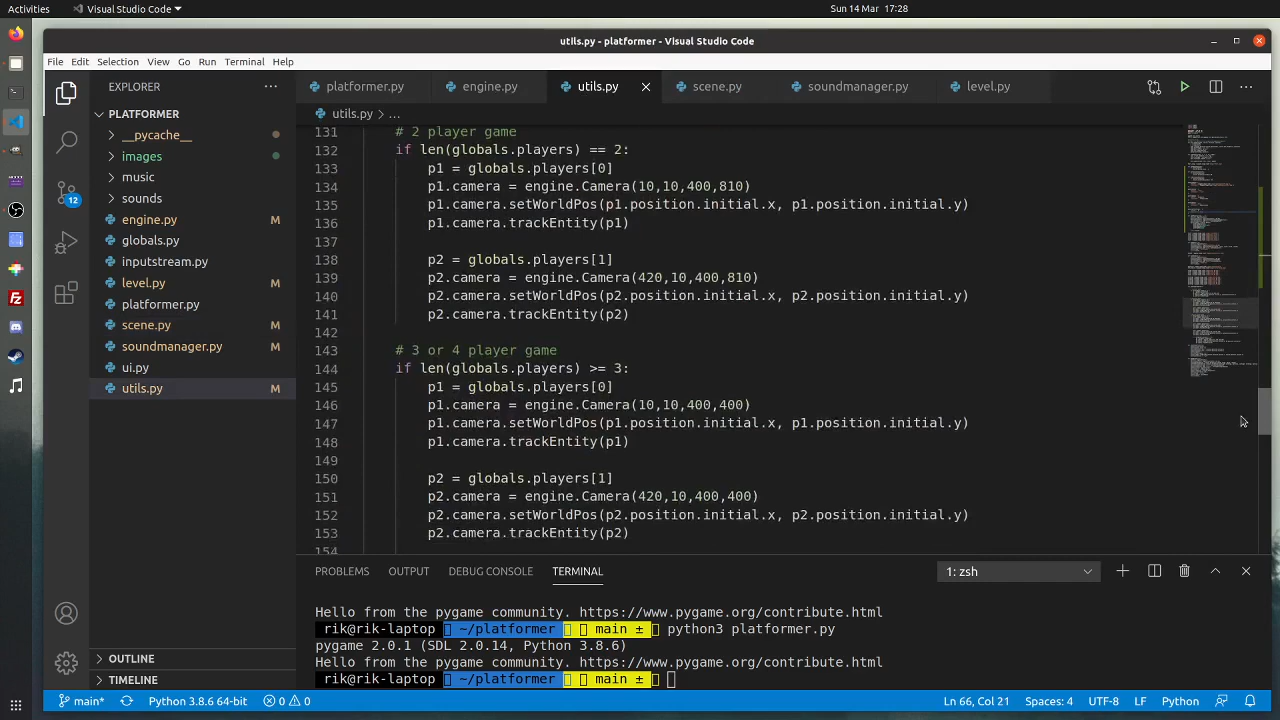 Activities
Visual Studio Code
Sun 14 Mar 17:28
utils.py - platformer - Visual Studio Code
File Edit Selection View Go Run Terminal Help
EXPLORER
platformer.py
engine.py
utils.py
scene.py
soundmanager.py
level.py
PLATFORMER
utils.py > ...
__pycache__
images
music
sounds
engine.py M
globals.py
inputstream.py
level.py M
platformer.py
scene.py M
soundmanager.py M
ui.py
utils.py M
12
131 # 2 player game
132 if len(globals.players) == 2:
133 p1 = globals.players[0]
134 p1.camera = engine.Camera(10,10,400,810)
135 p1.camera.setWorldPos(p1.position.initial.x, p1.position.initial.y)
136 p1.camera.trackEntity(p1)
137
138 p2 = globals.players[1]
139 p2.camera = engine.Camera(420,10,400,810)
140 p2.camera.setWorldPos(p2.position.initial.x, p2.position.initial.y)
141 p2.camera.trackEntity(p2)
142
143 # 3 or 4 player game
144 if len(globals.players) >= 3:
145 p1 = globals.players[0]
146 p1.camera = engine.Camera(10,10,400,400)
147 p1.camera.setWorldPos(p1.position.initial.x, p1.position.initial.y)
148 p1.camera.trackEntity(p1)
149
150 p2 = globals.players[1]
151 p2.camera = engine.Camera(420,10,400,400)
152 p2.camera.setWorldPos(p2.position.initial.x, p2.position.initial.y)
153 p2.camera.trackEntity(p2)
154
PROBLEMS OUTPUT DEBUG CONSOLE TERMINAL
1: zsh
Hello from the pygame community. https://www.pygame.org/contribute.html
rik@rik-laptop ~/platformer main ± python3 platformer.py
pygame 2.0.1 (SDL 2.0.14, Python 3.8.6)
Hello from the pygame community. https://www.pygame.org/contribute.html
rik@rik-laptop ~/platformer main ±
OUTLINE
TIMELINE
main* Python 3.8.6 64-bit 0 0 Ln 66, Col 21 Spaces: 4 UTF-8 LF Python